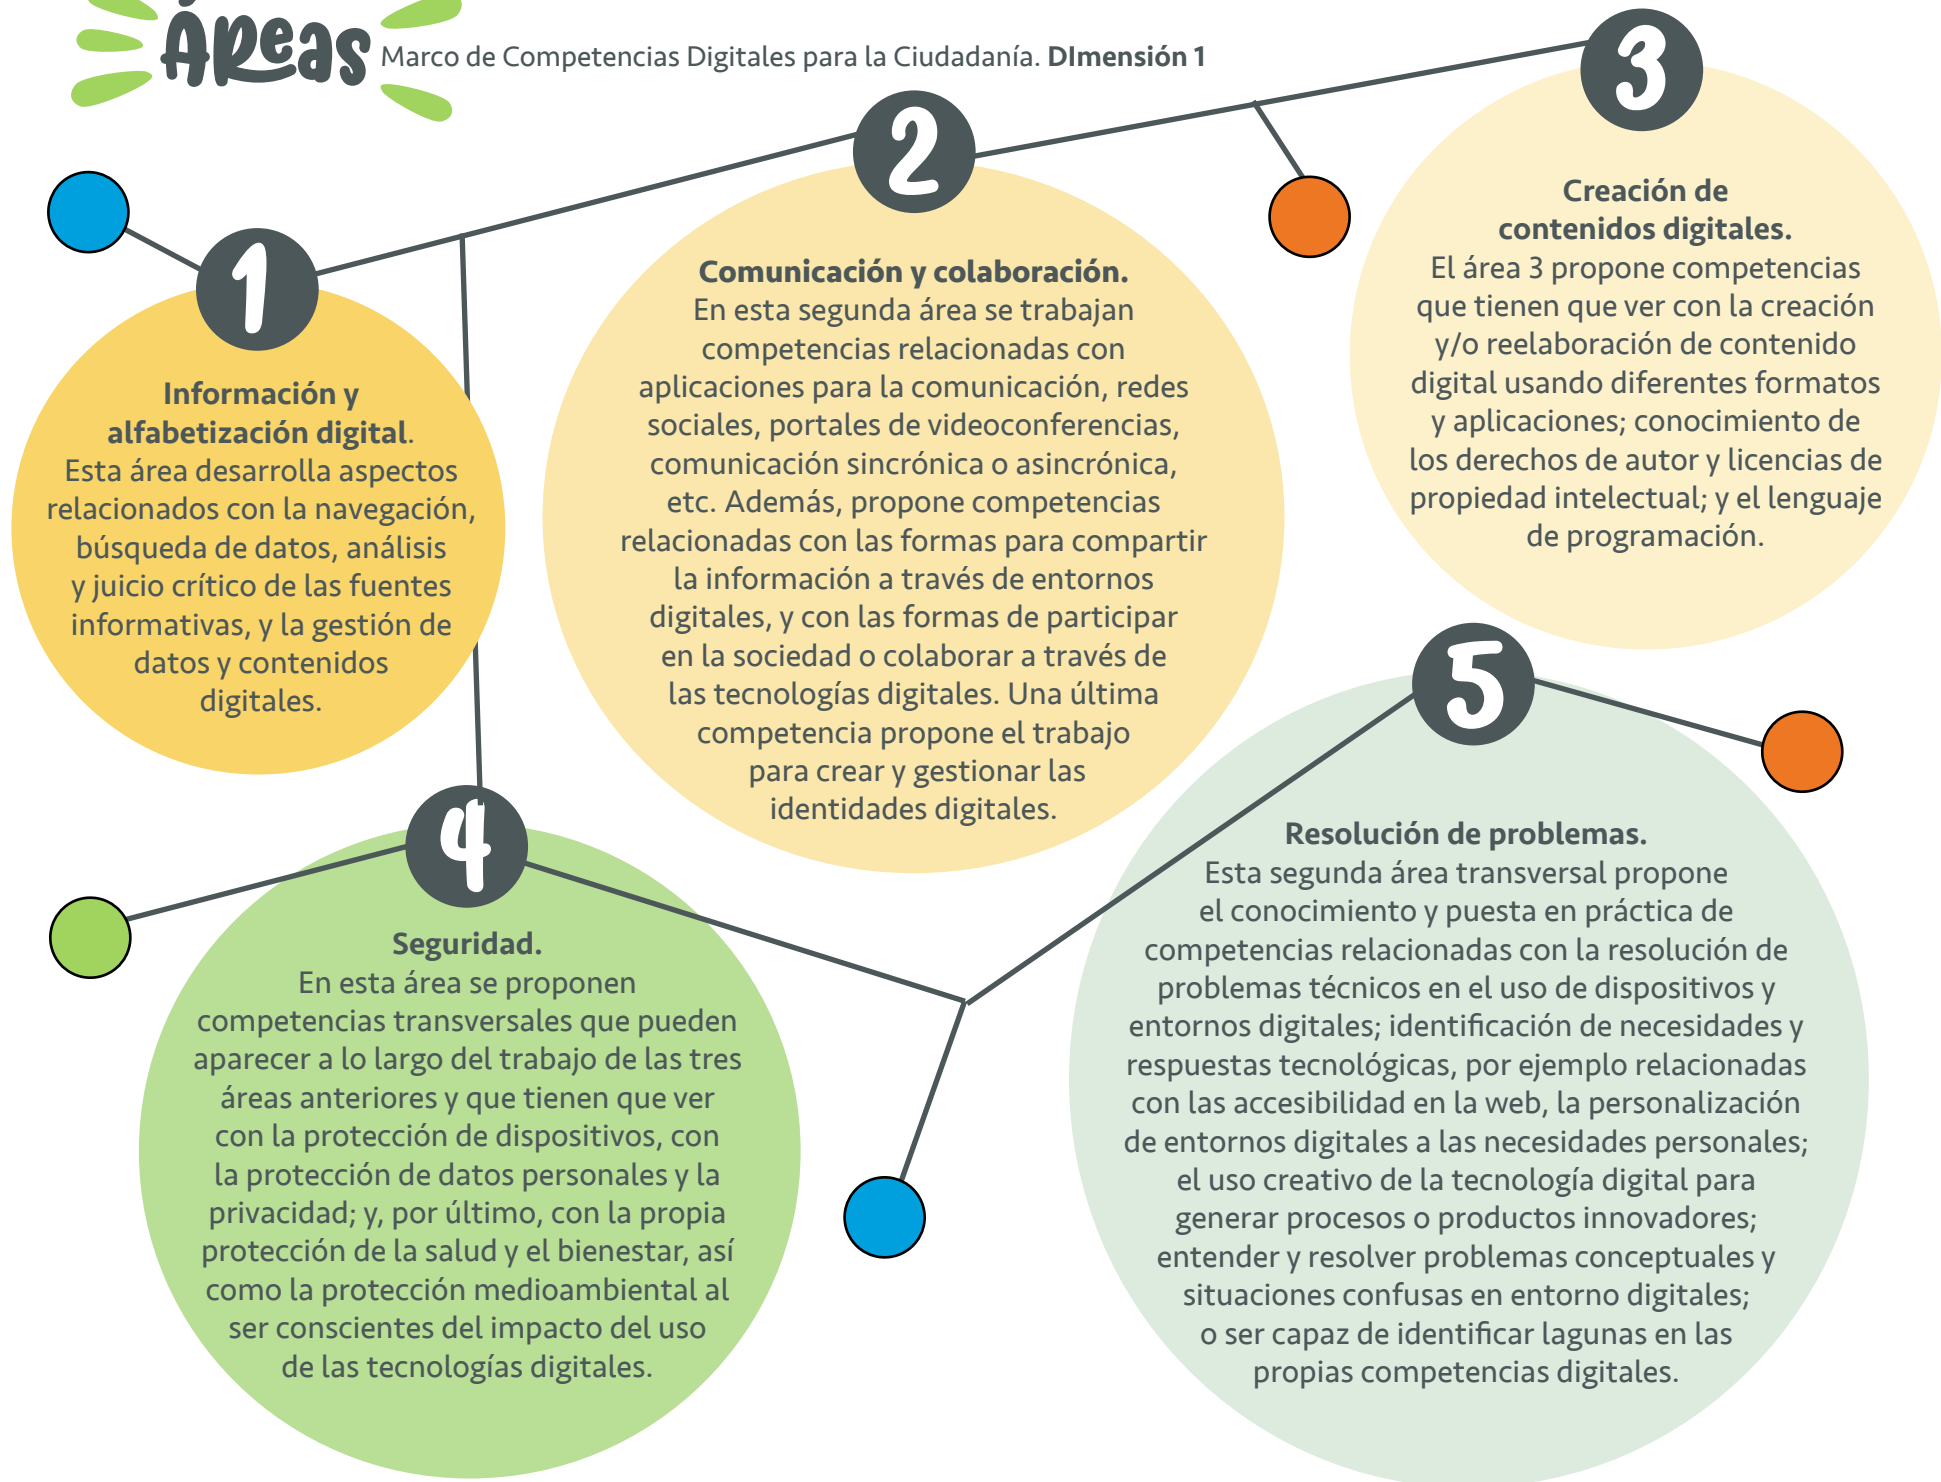 Áreas
Marco de Competencias Digitales para la Ciudadanía. DImensión 1
1
Información y
alfabetización digital.
Esta área desarrolla aspectos
relacionados con la navegación,
búsqueda de datos, análisis
y juicio crítico de las fuentes
informativas, y la gestión de
datos y contenidos
digitales.
2
Comunicación y colaboración.
En esta segunda área se trabajan
competencias relacionadas con
aplicaciones para la comunicación, redes
sociales, portales de videoconferencias,
comunicación sincrónica o asincrónica,
etc. Además, propone competencias
relacionadas con las formas para compartir
la información a través de entornos
digitales, y con las formas de participar
en la sociedad o colaborar a través de
las tecnologías digitales. Una última
competencia propone el trabajo
para crear y gestionar las
identidades digitales.
3
Creación de
contenidos digitales.
El área 3 propone competencias
que tienen que ver con la creación
y/o reelaboración de contenido
digital usando diferentes formatos
y aplicaciones; conocimiento de
los derechos de autor y licencias de
propiedad intelectual; y el lenguaje
de programación.
4
Seguridad.
En esta área se proponen
competencias transversales que pueden
aparecer a lo largo del trabajo de las tres
áreas anteriores y que tienen que ver
con la protección de dispositivos, con
la protección de datos personales y la
privacidad; y, por último, con la propia
protección de la salud y el bienestar, así
como la protección medioambiental al
ser conscientes del impacto del uso
de las tecnologías digitales.
5
Resolución de problemas.
Esta segunda área transversal propone
el conocimiento y puesta en práctica de
competencias relacionadas con la resolución de
problemas técnicos en el uso de dispositivos y
entornos digitales; identificación de necesidades y
respuestas tecnológicas, por ejemplo relacionadas
con las accesibilidad en la web, la personalización
de entornos digitales a las necesidades personales;
el uso creativo de la tecnología digital para
generar procesos o productos innovadores;
entender y resolver problemas conceptuales y
situaciones confusas en entorno digitales;
o ser capaz de identificar lagunas en las
propias competencias digitales.